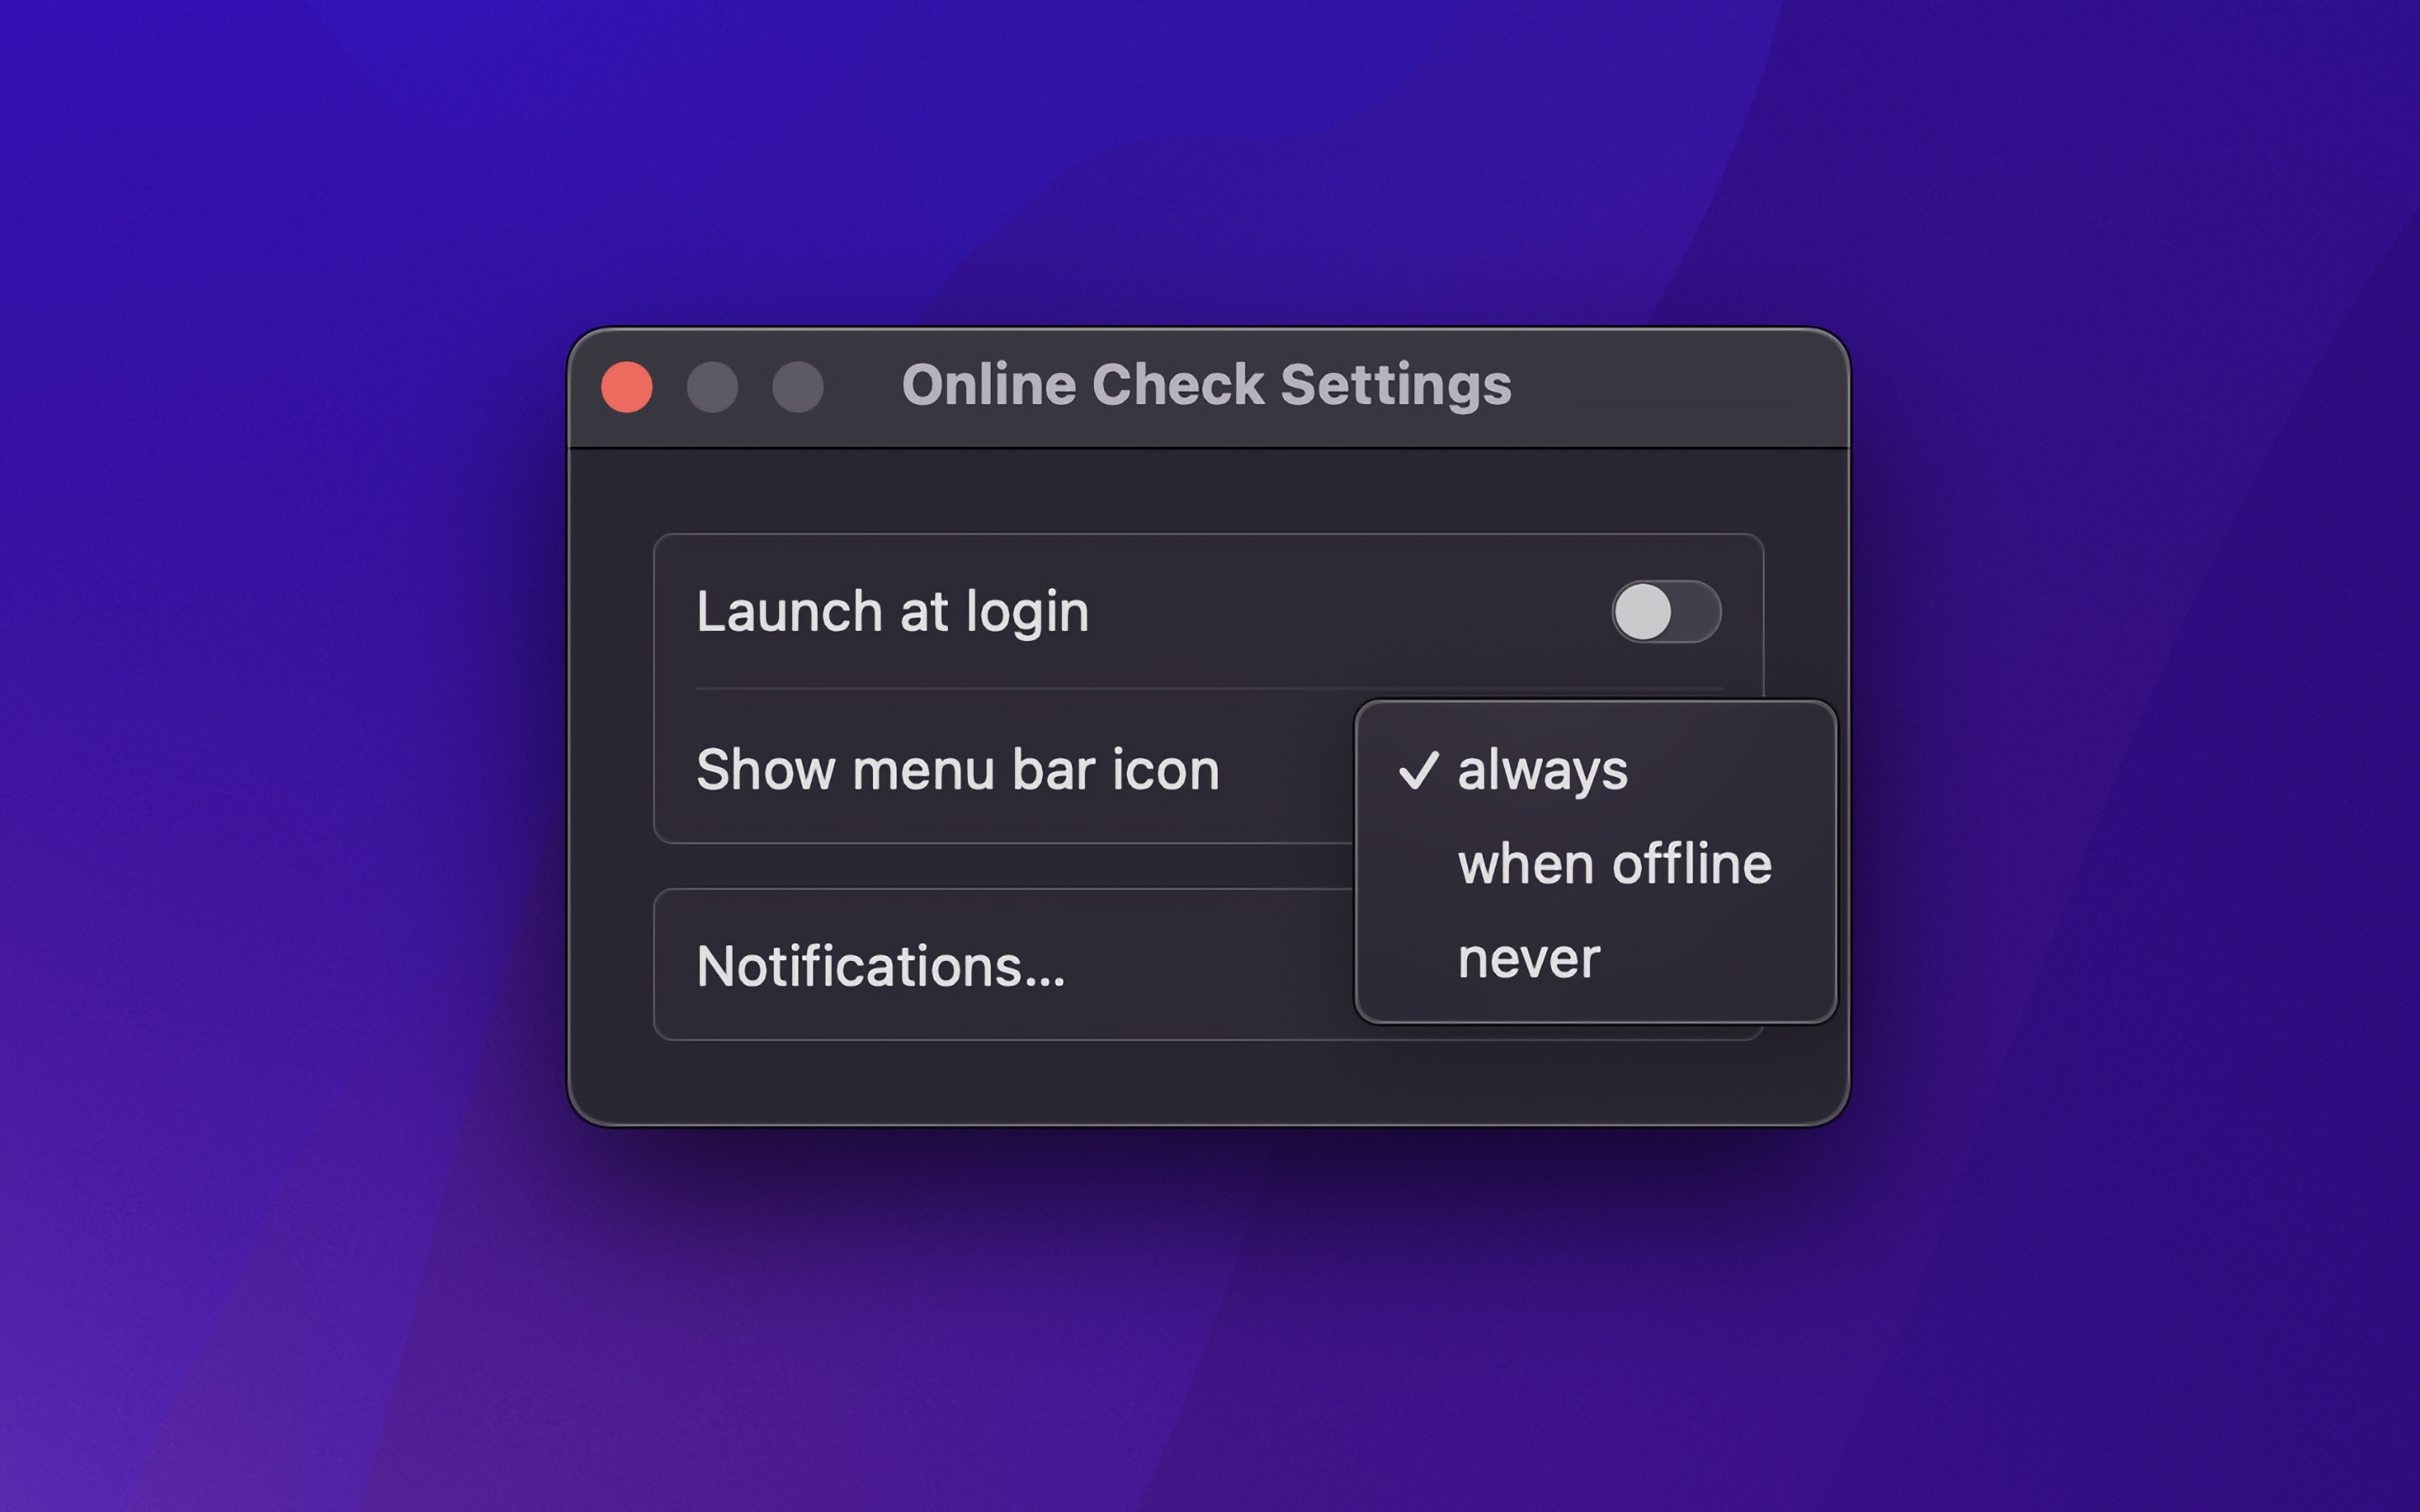 Online Check Settings
Launch at login
Show menu bar icon
✓ always
when offline
never
Notifications...